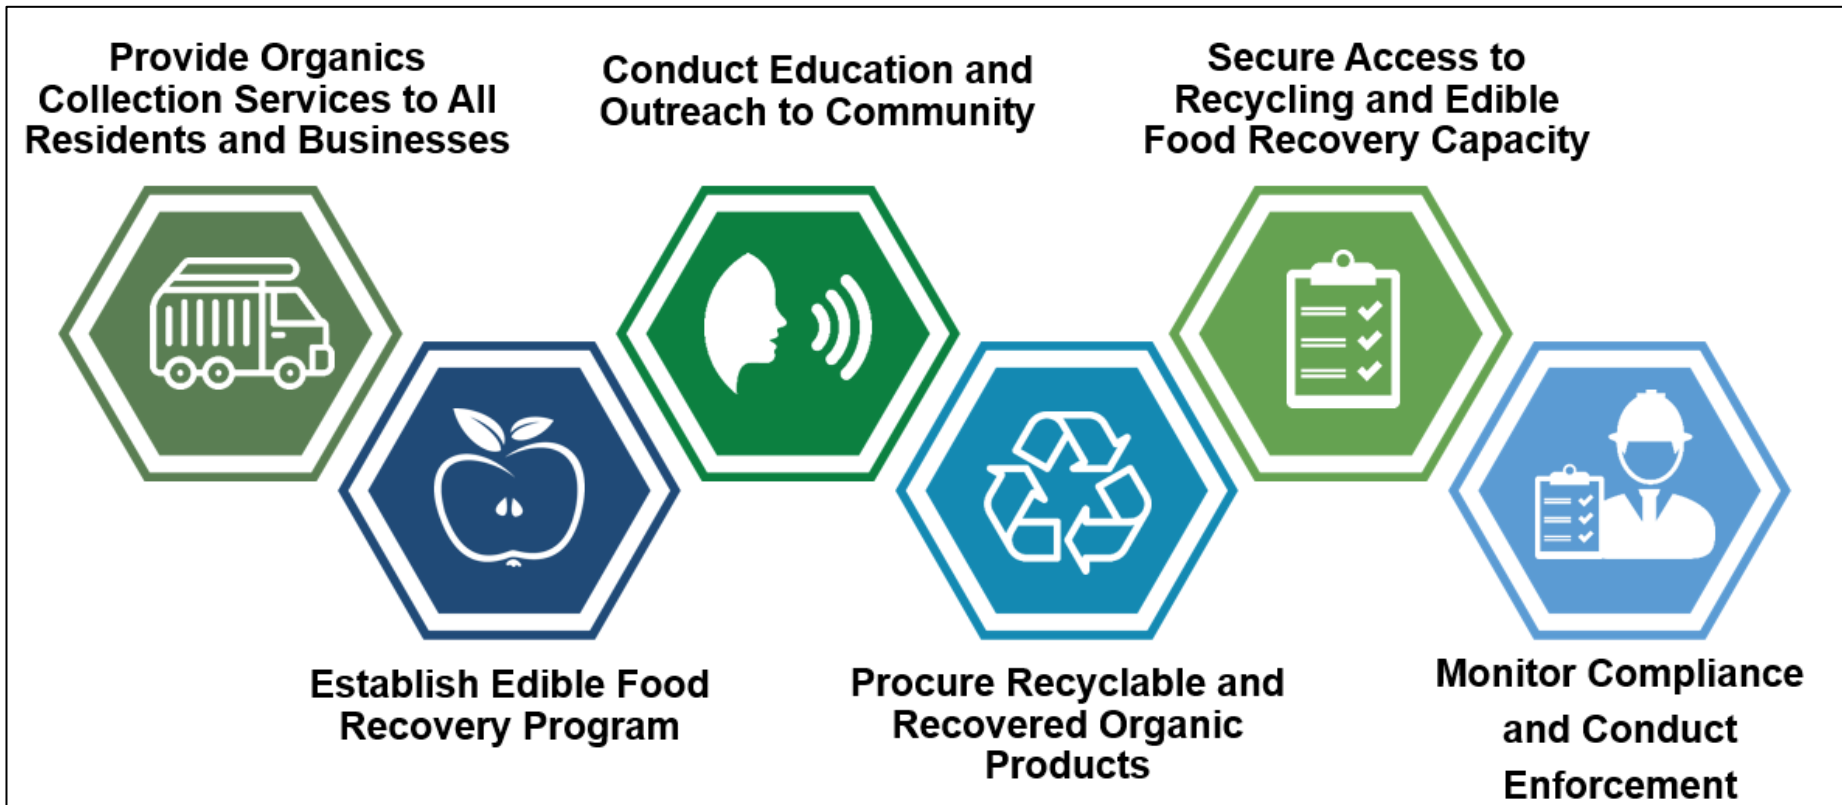 Provide Organics
Collection Services to All
Residents and Businesses
Establish Edible Food
Recovery Program
Conduct Education and
Outreach to Community
Procure Recyclable and
Recovered Organic
Products
Secure Access to
Recycling and Edible
Food Recovery Capacity
Monitor Compliance
and Conduct
Enforcement